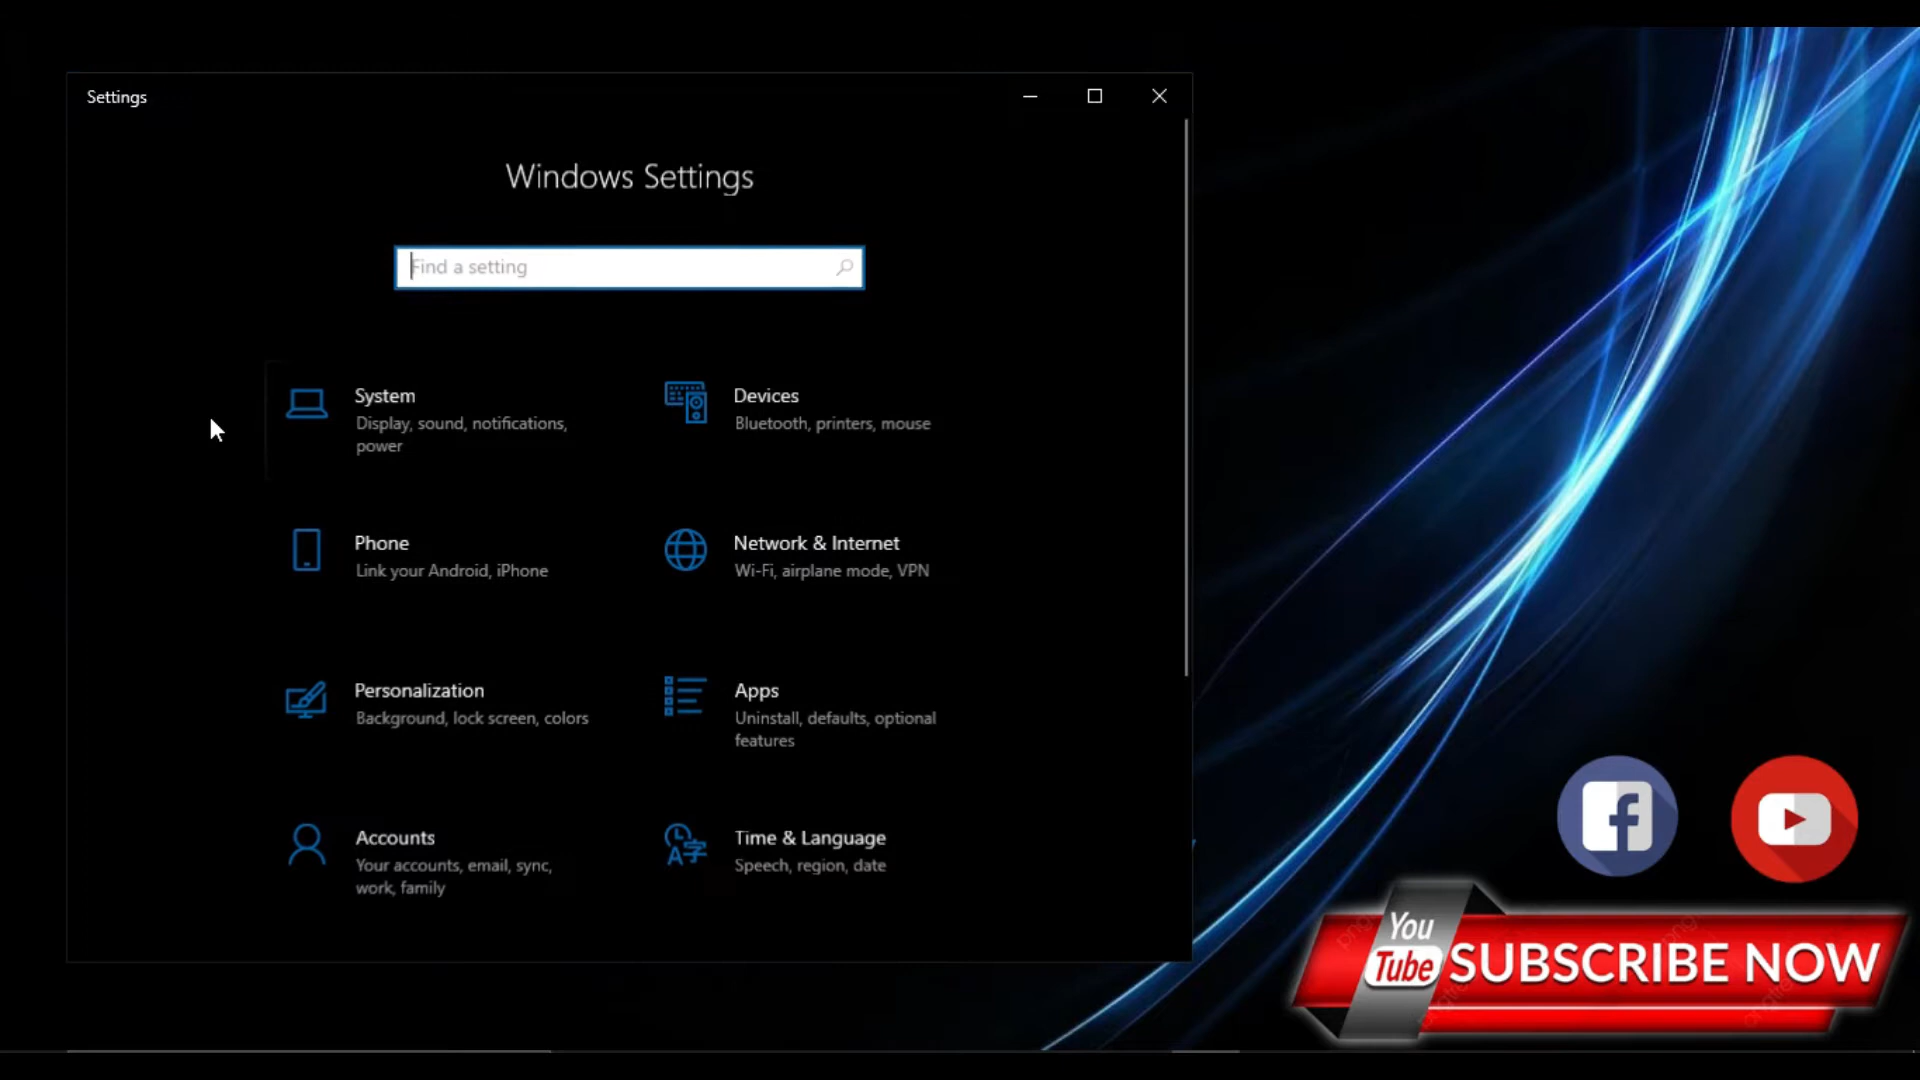 Settings
Windows Settings
Find a setting
System
Display, sound, notifications,
power
Devices
Bluetooth, printers, mouse
Phone
Link your Android, iPhone
Network & Internet
Wi-Fi, airplane mode, VPN
Personalization
Background, lock screen, colors
Apps
Uninstall, defaults, optional
features
Accounts
Your accounts, email, sync,
work, family
Time & Language
Speech, region, date
You
Tube
SUBSCRIBE NOW